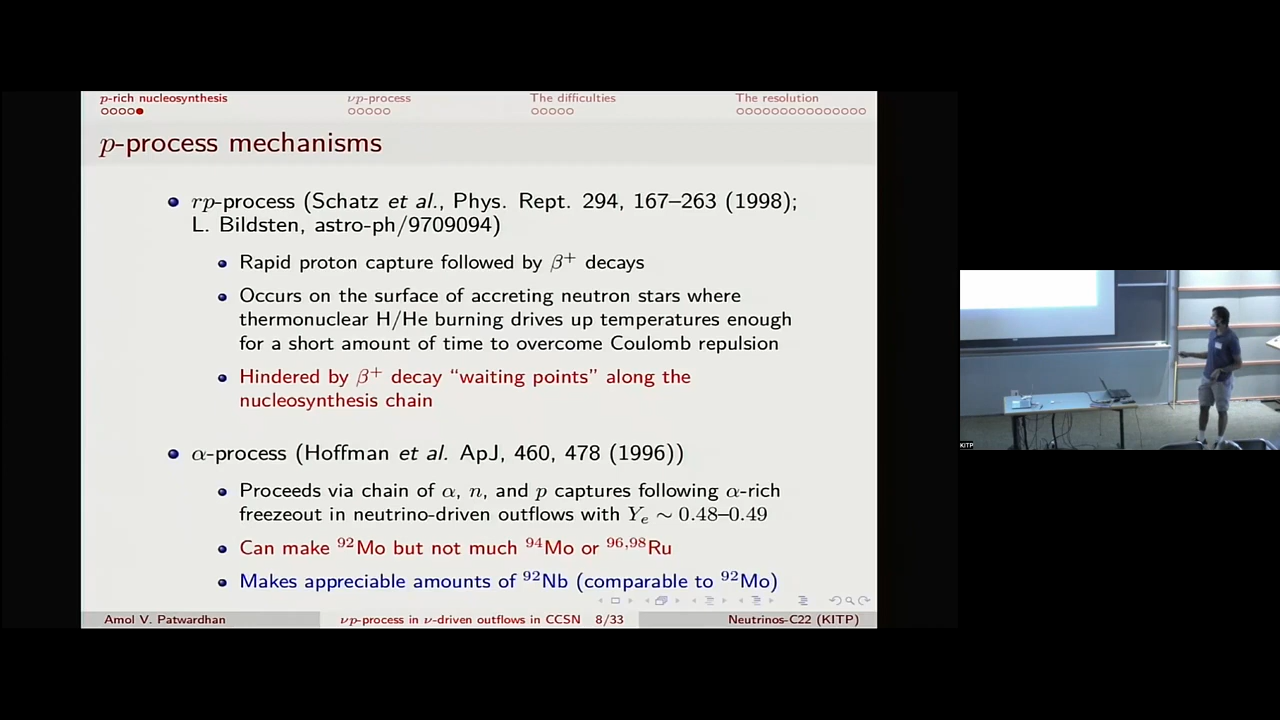 p-rich nucleosynthesis νp-process The difficulties The resolution
p-process mechanisms
rp-process (Schatz et al., Phys. Rept. 294, 167–263 (1998);
L. Bildsten, astro-ph/9709094)
Rapid proton capture followed by β⁺ decays
Occurs on the surface of accreting neutron stars where
thermonuclear H/He burning drives up temperatures enough
for a short amount of time to overcome Coulomb repulsion
Hindered by β⁺ decay “waiting points” along the
nucleosynthesis chain
α-process (Hoffman et al. ApJ, 460, 478 (1996))
Proceeds via chain of α, n, and p captures following α-rich
freezeout in neutrino-driven outflows with Yₑ ∼ 0.48–0.49
Can make ⁹²Mo but not much ⁹⁴Mo or ⁹⁶,⁹⁸Ru
Makes appreciable amounts of ⁹²Nb (comparable to ⁹²Mo)
Amol V. Patwardhan νp-process in ν-driven outflows in CCSN 8/33 Neutrinos-C22 (KITP)
KITP